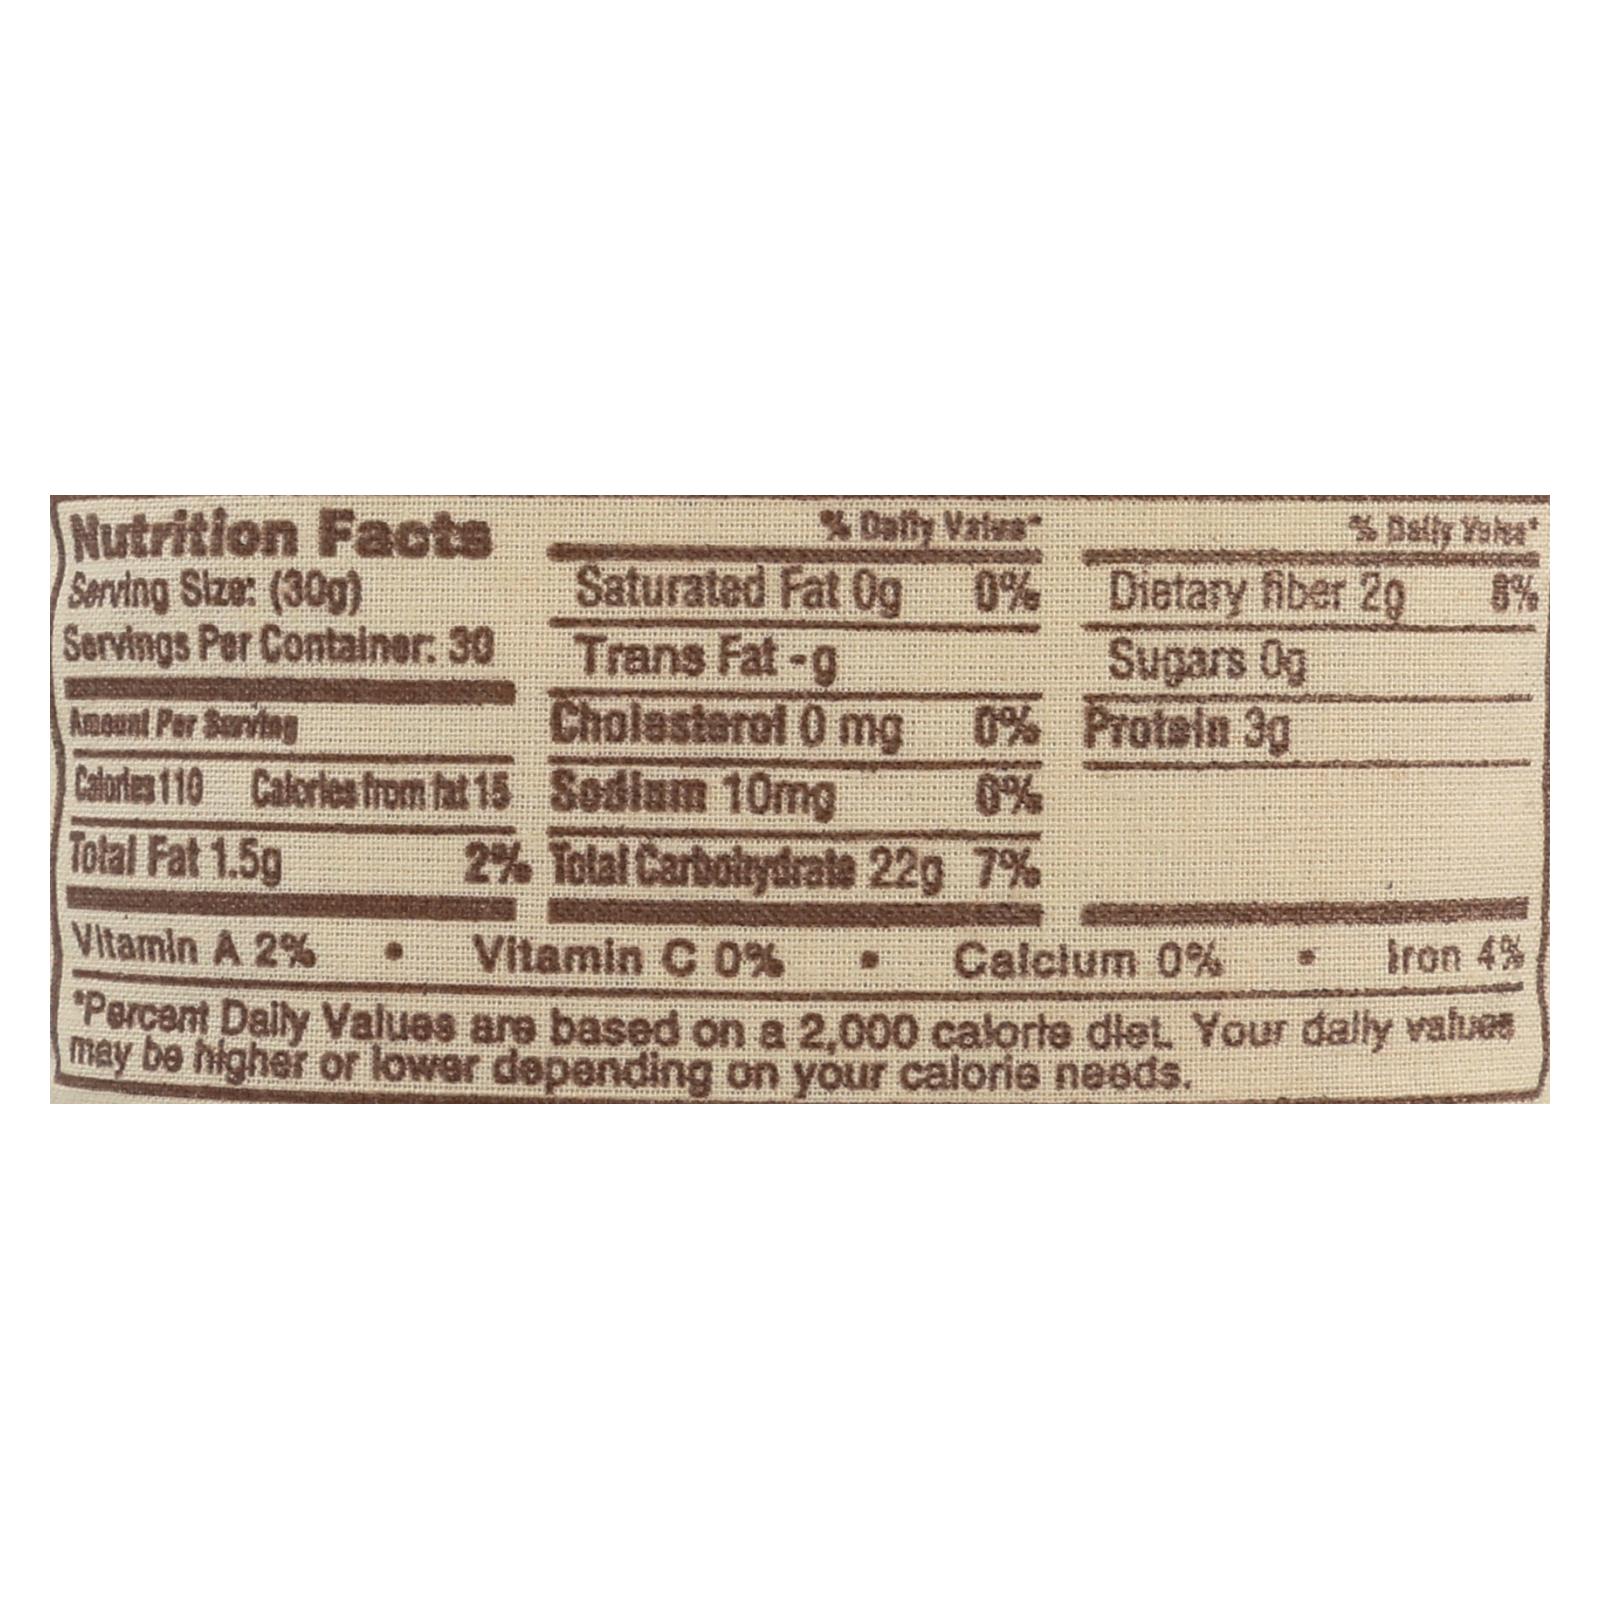 Nutrition Facts
Serving Size: (30g)
Servings Per Container: 30
Amount Per Serving
Calories 110 Calories from fat 15
Total Fat 1.5g 2%
% Daily Value*
Saturated Fat 0g 0%
Trans Fat -g
Cholesterol 0 mg 0%
Sodium 10mg 0%
Total Carbohydrate 22g 7%
% Daily Value*
Dietary fiber 2g 8%
Sugars 0g
Protein 3g
Vitamin A 2% • Vitamin C 0% • Calcium 0% • Iron 4%
*Percent Daily Values are based on a 2,000 calorie diet. Your daily values
may be higher or lower depending on your calorie needs.